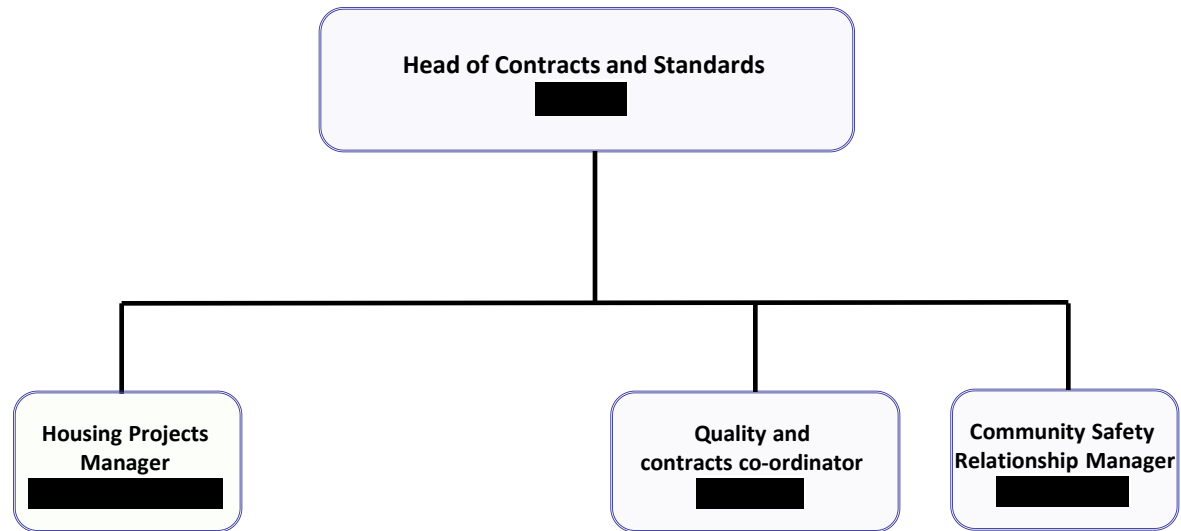 Head of Contracts and Standards
Housing Projects
Manager
Quality and
contracts co-ordinator
Community Safety
Relationship Manager